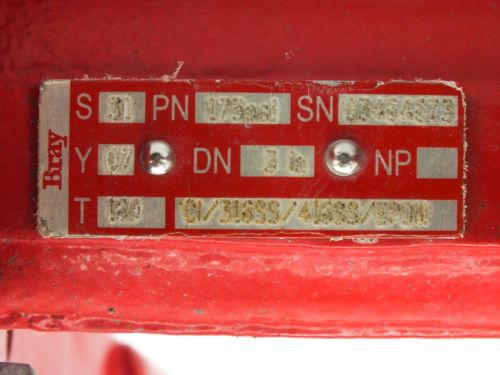 Bray
S 31 PN 175psi SN
Y 07 DN 3 in NP
T 180 CI/316SS/416SS/EPDM